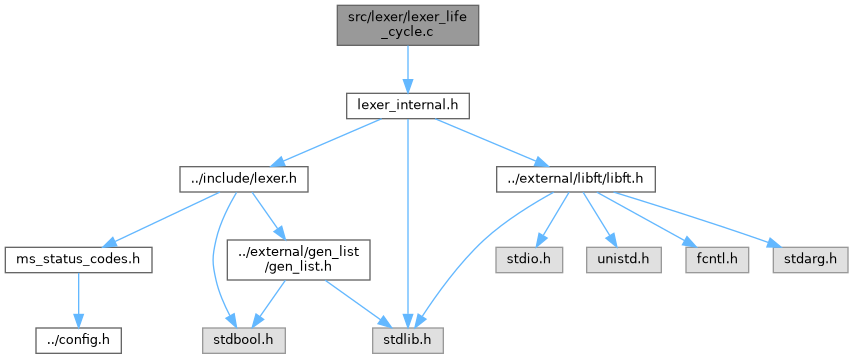 src/lexer/lexer_life
_cycle.c
lexer_internal.h
../include/lexer.h
../external/libft/libft.h
ms_status_codes.h
../external/gen_list
/gen_list.h
stdio.h
unistd.h
fcntl.h
stdarg.h
../config.h
stdbool.h
stdlib.h